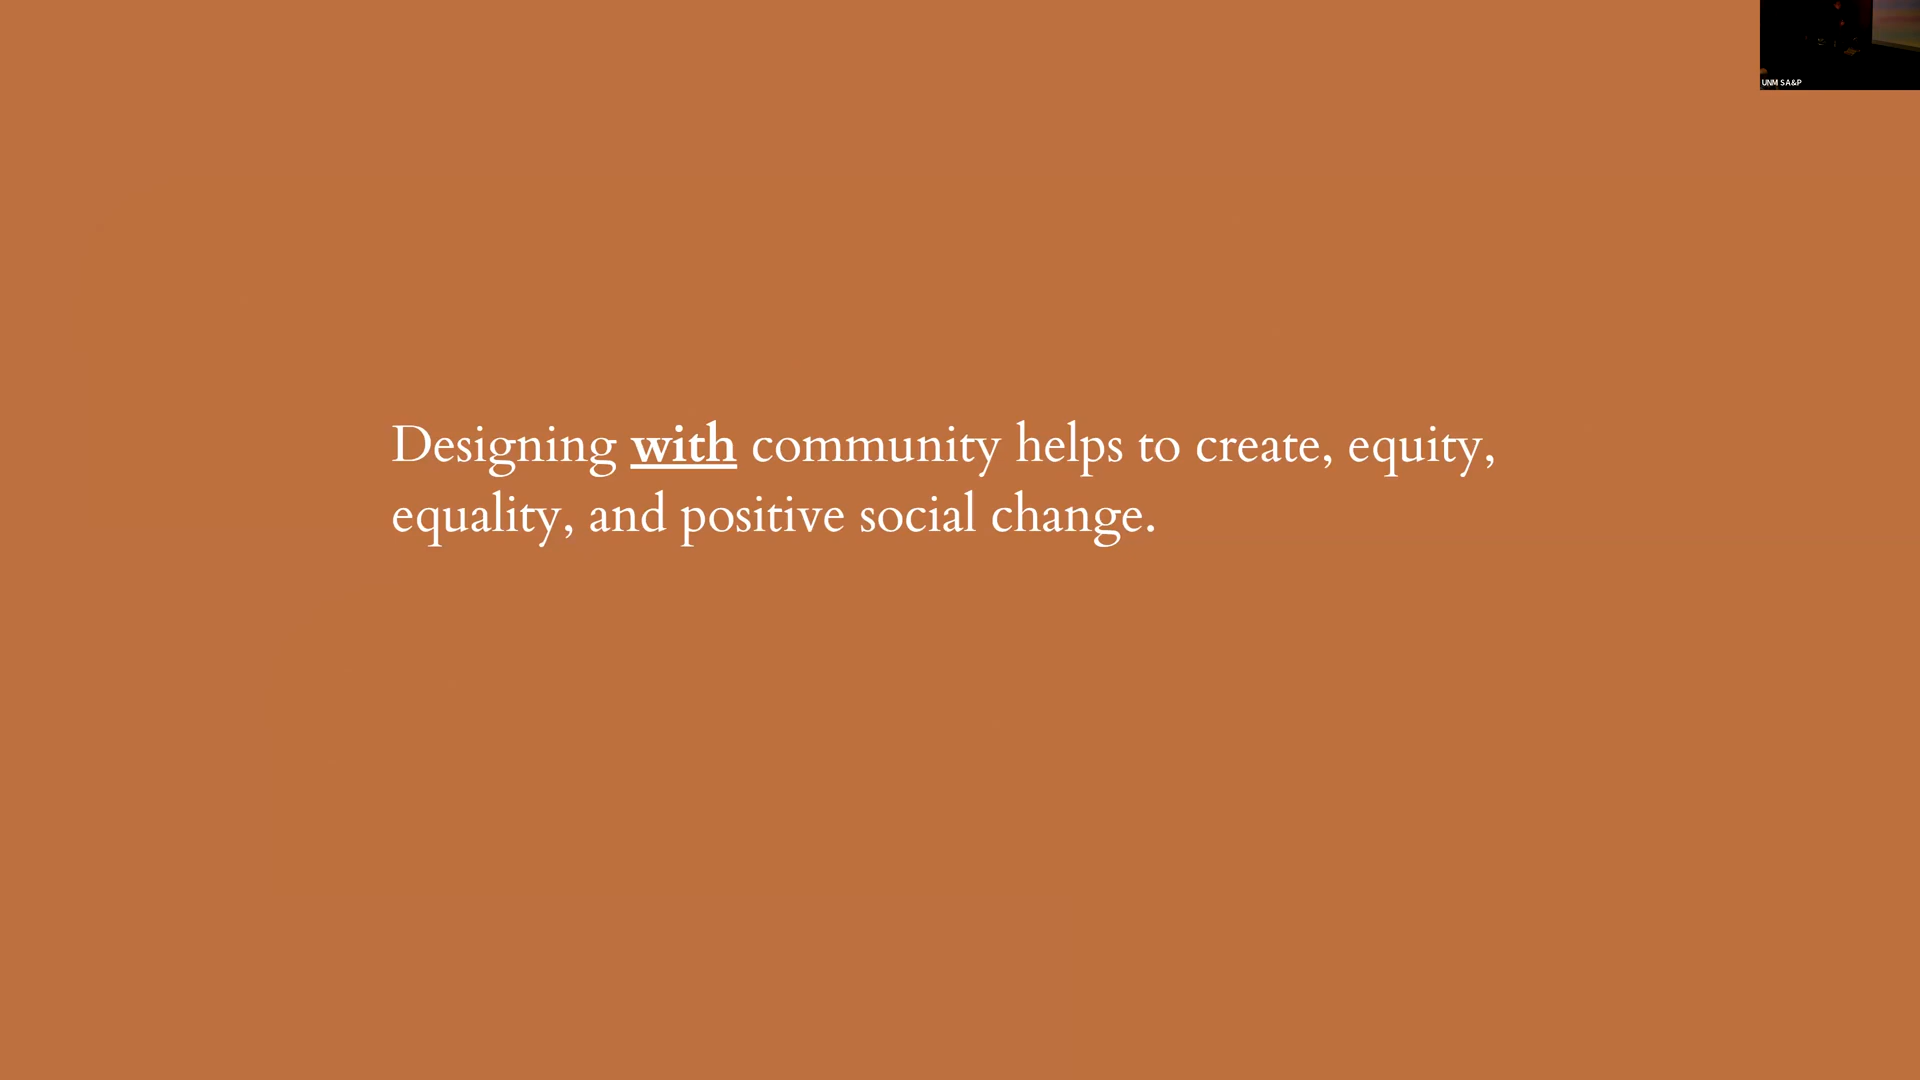 UNM SA&P
Designing with community helps to create, equity,
equality, and positive social change.